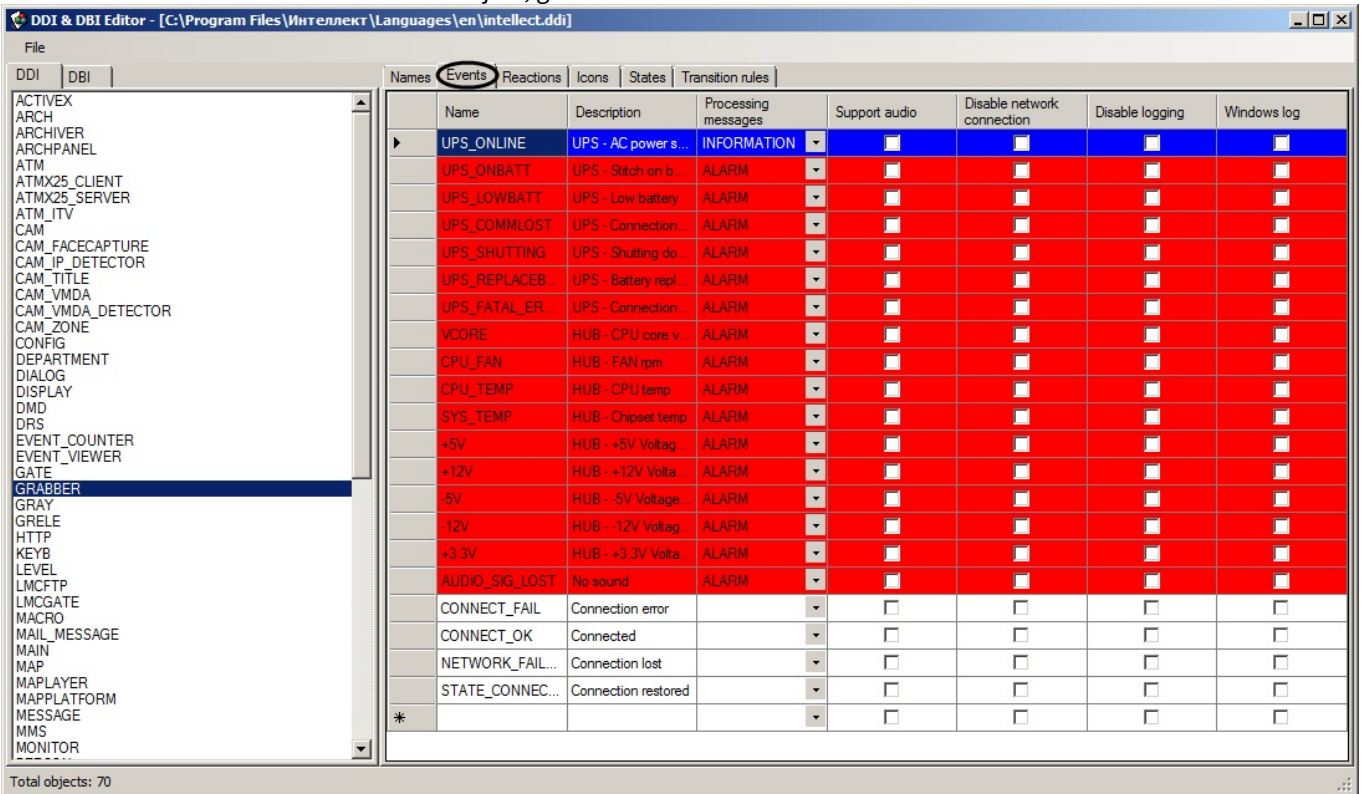 DDI & DBI Editor - [C:\Program Files\Интеллект\Languages\en\intellect.ddi]
File
DDI DBI
Names Events Reactions Icons States Transition rules
ACTIVEX
ARCH
ARCHIVER
ARCHPANEL
ATM
ATMX25_CLIENT
ATMX25_SERVER
ATM_ITV
CAM
CAM_FACECAPTURE
CAM_IP_DETECTOR
CAM_TITLE
CAM_VMDA
CAM_VMDA_DETECTOR
CAM_ZONE
CONFIG
DEPARTMENT
DIALOG
DISPLAY
DMD
DRS
EVENT_COUNTER
EVENT_VIEWER
GATE
GRABBER
GRAY
GRELE
HTTP
KEYB
LEVEL
LMCFTP
LMCGATE
MACRO
MAIL_MESSAGE
MAIN
MAP
MAPLAYER
MAPPLATFORM
MESSAGE
MMS
MONITOR
Name Description Processing messages Support audio Disable network connection Disable logging Windows log
UPS_ONLINE UPS - AC power s... INFORMATION
UPS_ONBATT UPS - Stitch on b... ALARM
UPS_LOWBATT UPS - Low battery ALARM
UPS_COMMLOST UPS - Connection... ALARM
UPS_SHUTTING UPS - Shutting do... ALARM
UPS_REPLACEB... UPS - Battery repl... ALARM
UPS_FATAL_ER... UPS - Connection... ALARM
VCORE HUB - CPU core v... ALARM
CPU_FAN HUB - FAN rpm ALARM
CPU_TEMP HUB - CPU temp ALARM
SYS_TEMP HUB - Chipset temp ALARM
+5V HUB - +5V Voltag... ALARM
+12V HUB - +12V Volta... ALARM
-5V HUB - -5V Voltage... ALARM
-12V HUB - -12V Voltag... ALARM
+3.3V HUB - +3.3V Volta... ALARM
AUDIO_SIG_LOST No sound ALARM
CONNECT_FAIL Connection error
CONNECT_OK Connected
NETWORK_FAIL... Connection lost
STATE_CONNEC... Connection restored
Total objects: 70